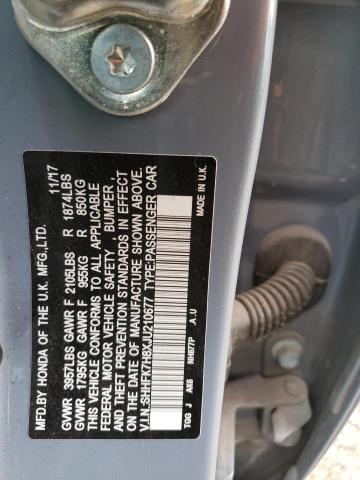 MFD.BY HONDA OF THE U.K. MFG.,LTD. 11/17
GVWR 3957LBS GAWR F 2105LBS R 1874LBS
GVWR 1795KG GAWR F 955KG R 850KG
THIS VEHICLE CONFORMS TO ALL APPLICABLE
FEDERAL MOTOR VEHICLE SAFETY , BUMPER ,
AND THEFT PREVENTION STANDARDS IN EFFECT
ON THE DATE OF MANUFACTURE SHOWN ABOVE.
V.I.N.:SHHFK7H8XJU210677 TYPE:PASSENGER CAR
TGG J AK6 NH877P .A.U
MADE IN U.K.